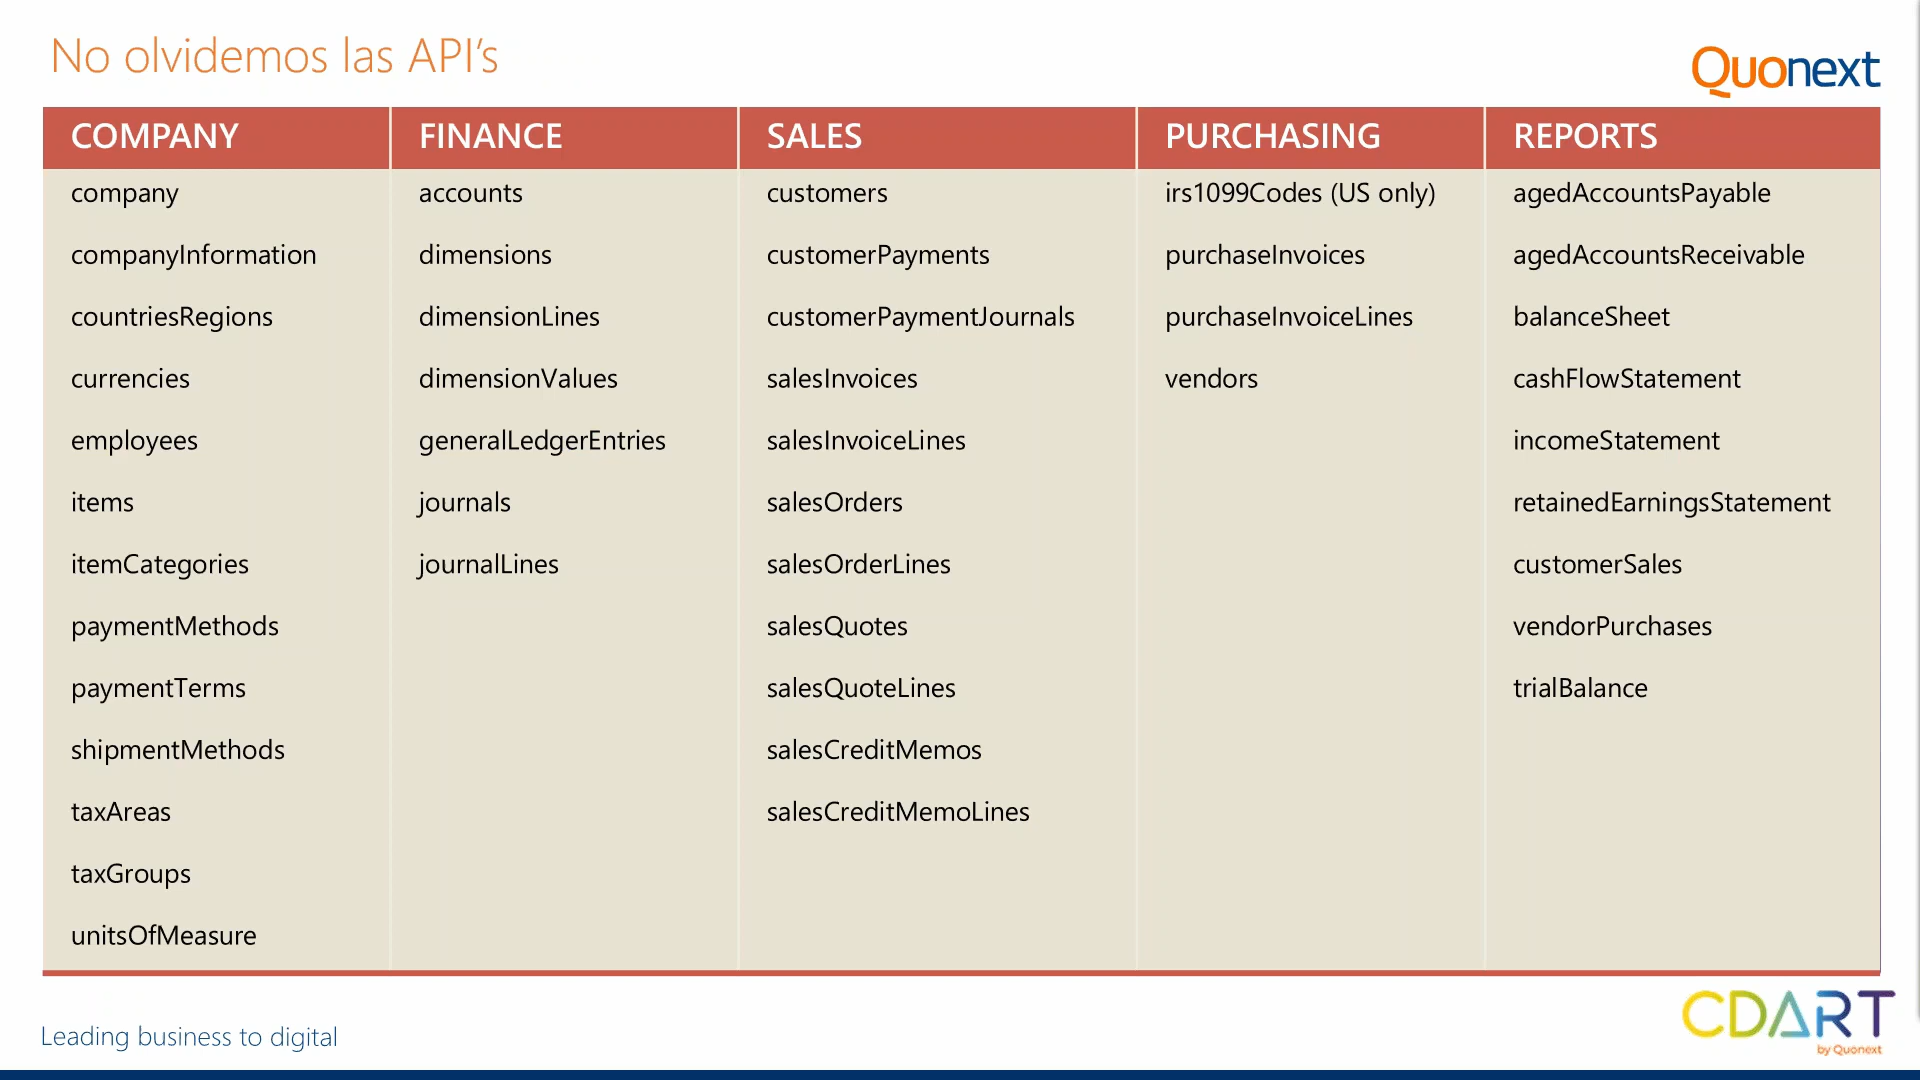 No olvidemos las API’s
Quonext
COMPANY FINANCE SALES PURCHASING REPORTS
company accounts customers irs1099Codes (US only) agedAccountsPayable
companyInformation dimensions customerPayments purchaseInvoices agedAccountsReceivable
countriesRegions dimensionLines customerPaymentJournals purchaseInvoiceLines balanceSheet
currencies dimensionValues salesInvoices vendors cashFlowStatement
employees generalLedgerEntries salesInvoiceLines incomeStatement
items journals salesOrders retainedEarningsStatement
itemCategories journalLines salesOrderLines customerSales
paymentMethods salesQuotes vendorPurchases
paymentTerms salesQuoteLines trialBalance
shipmentMethods salesCreditMemos
taxAreas salesCreditMemoLines
taxGroups
unitsOfMeasure
Leading business to digital
CDART
by Quonext